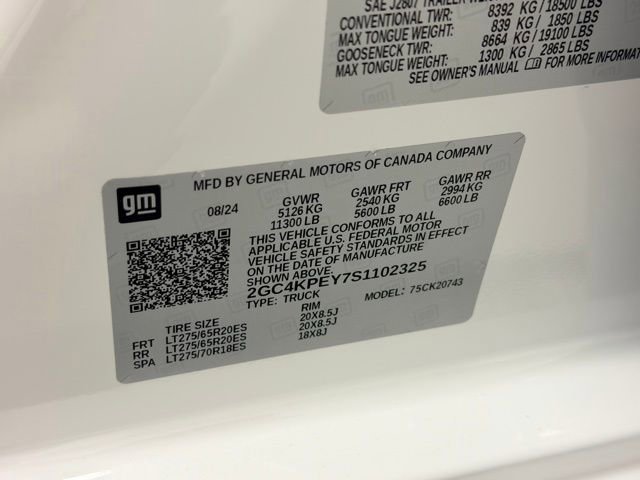 SAE J2807 TRAILER
CONVENTIONAL TWR: 8392 KG / 18500 LBS
MAX TONGUE WEIGHT: 839 KG / 1850 LBS
GOOSENECK TWR: 8664 KG / 19100 LBS
MAX TONGUE WEIGHT: 1300 KG / 2865 LBS
SEE OWNER'S MANUAL FOR MORE
gm
MFD BY GENERAL MOTORS OF CANADA COMPANY
08/24 GVWR GAWR FRT GAWR RR
5126 KG 2540 KG 2994 KG
11300 LB 5600 LB 6600 LB
THIS VEHICLE CONFORMS TO ALL
APPLICABLE U.S. FEDERAL MOTOR
VEHICLE SAFETY STANDARDS IN EFFECT
ON THE DATE OF MANUFACTURE
SHOWN ABOVE.
2GC4KPEY7S1102325
TYPE: TRUCK MODEL: 75CK20743
TIRE SIZE RIM
FRT LT275/65R20ES 20X8.5J
RR LT275/65R20ES 20X8.5J
SPA LT275/70R18ES 18X8J